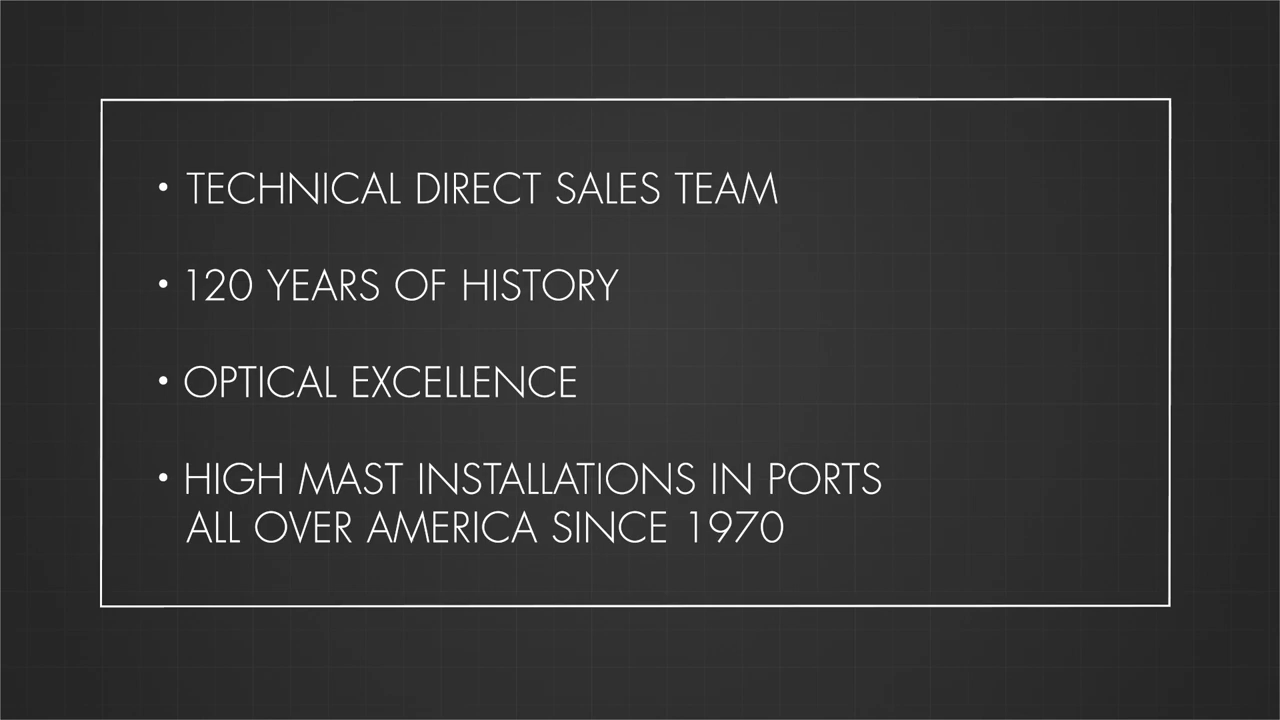 • TECHNICAL DIRECT SALES TEAM
• 120 YEARS OF HISTORY
• OPTICAL EXCELLENCE
• HIGH MAST INSTALLATIONS IN PORTS
ALL OVER AMERICA SINCE 1970